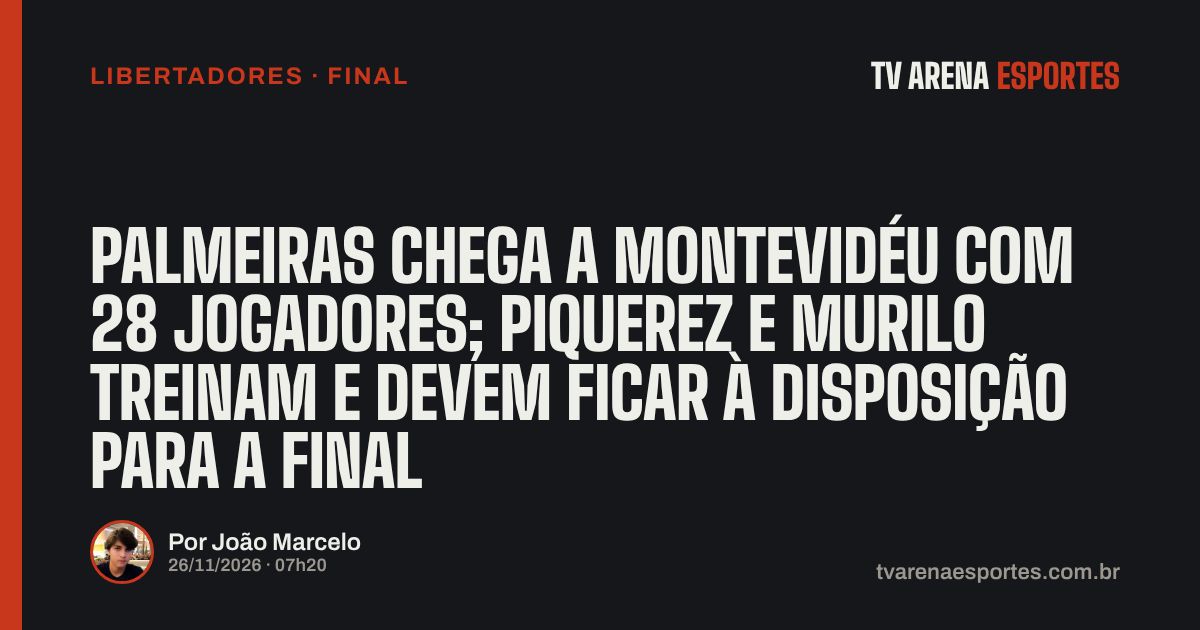 LIBERTADORES · FINAL
TV ARENA ESPORTES
PALMEIRAS CHEGA A MONTEVIDÉU COM
28 JOGADORES; PIQUEREZ E MURILO
TREINAM E DEVEM FICAR À DISPOSIÇÃO
PARA A FINAL
Por João Marcelo
26/11/2026 · 07h20
tvarenaesportes.com.br